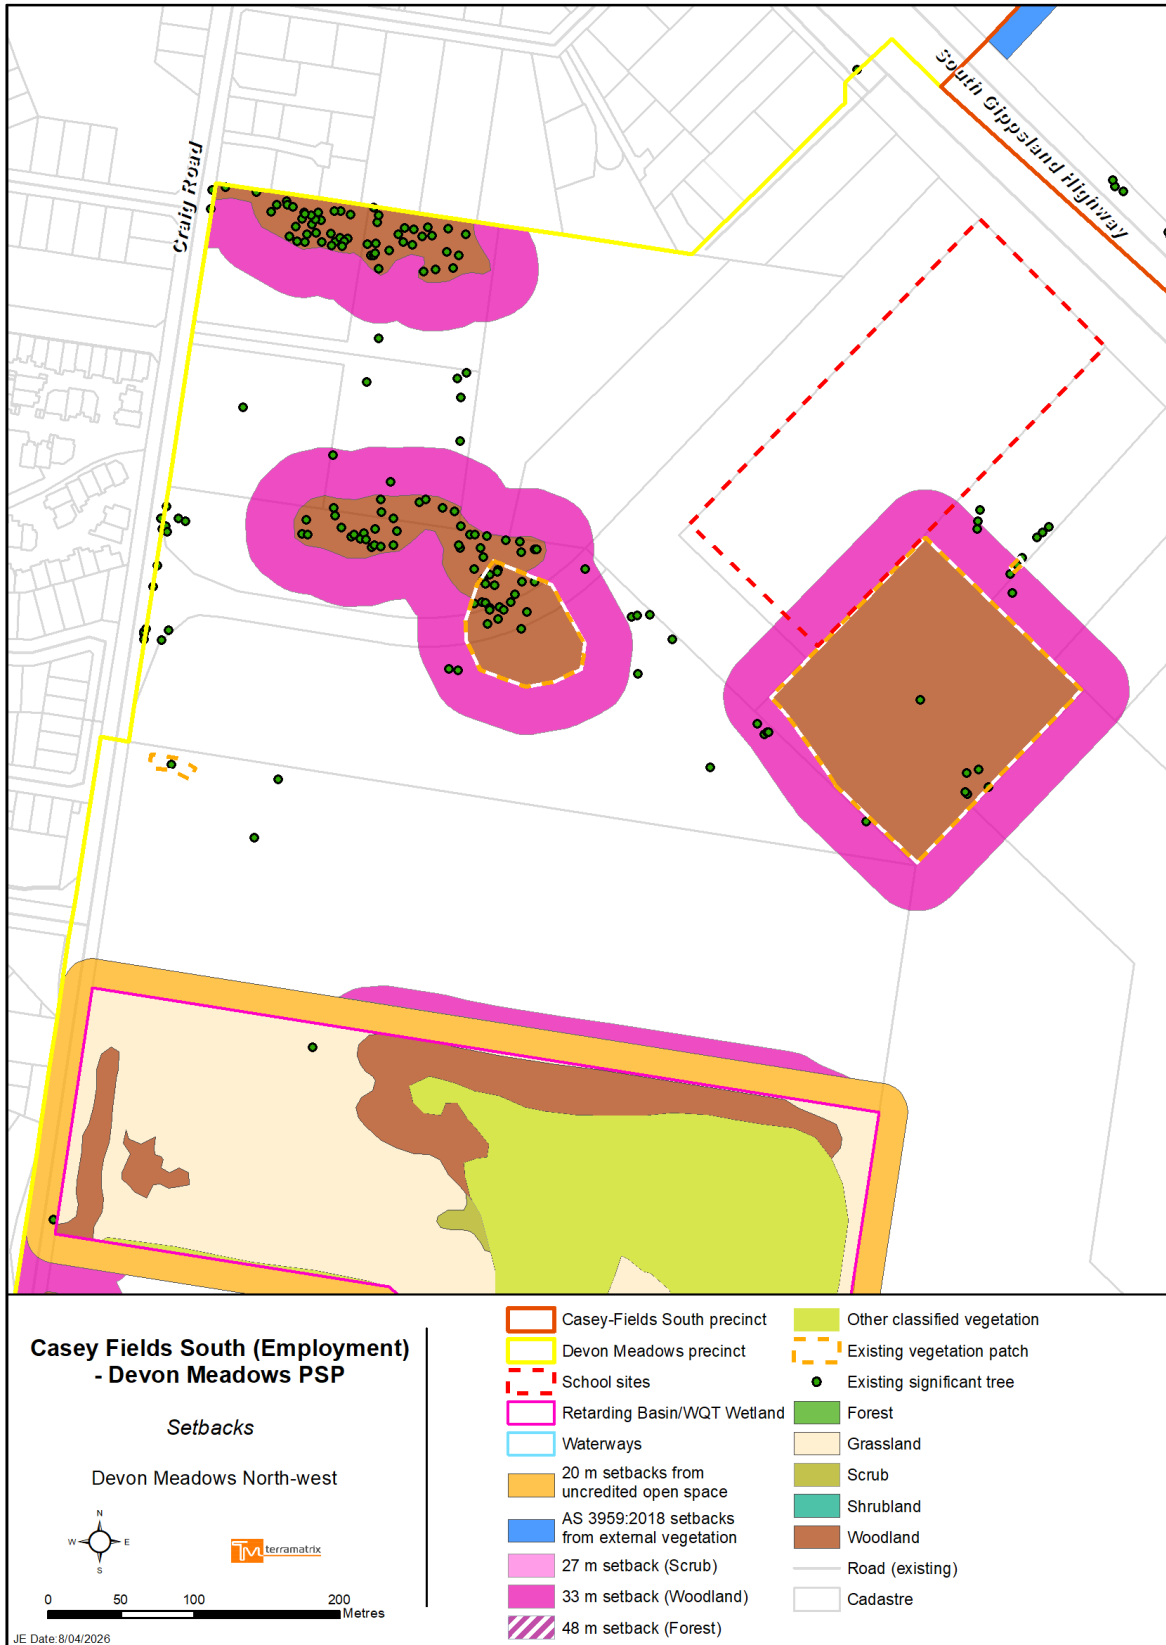 South Gippsland Highway
Craig Road
Casey Fields South (Employment)
- Devon Meadows PSP
Setbacks
Devon Meadows North-west
N
W
E
S
TM terramatrix
0 50 100 200
Metres
JE Date:8/04/2026
Casey-Fields South precinct
Devon Meadows precinct
School sites
Retarding Basin/WQT Wetland
Waterways
20 m setbacks from
uncredited open space
AS 3959:2018 setbacks
from external vegetation
27 m setback (Scrub)
33 m setback (Woodland)
48 m setback (Forest)
Other classified vegetation
Existing vegetation patch
Existing significant tree
Forest
Grassland
Scrub
Shrubland
Woodland
Road (existing)
Cadastre